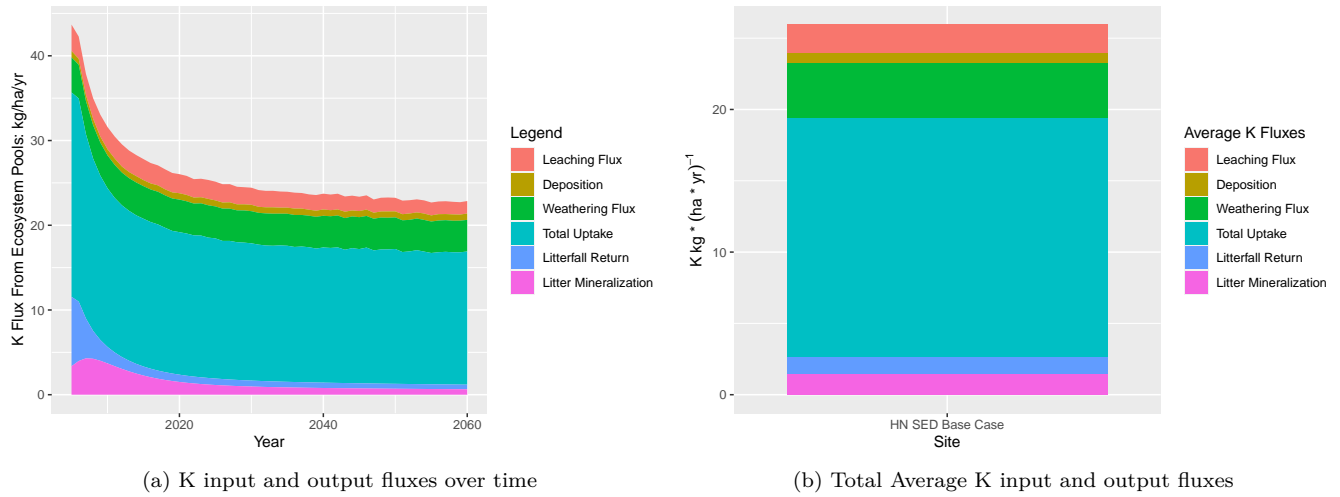 K Flux From Ecosystem Pools: kg/ha/yr
40
30
20
10
0
2020
2040
2060
Year
Legend
Leaching Flux
Deposition
Weathering Flux
Total Uptake
Litterfall Return
Litter Mineralization
(a) K input and output fluxes over time
K kg * (ha * yr)⁻¹
20
10
0
HN SED Base Case
Site
Average K Fluxes
Leaching Flux
Deposition
Weathering Flux
Total Uptake
Litterfall Return
Litter Mineralization
(b) Total Average K input and output fluxes